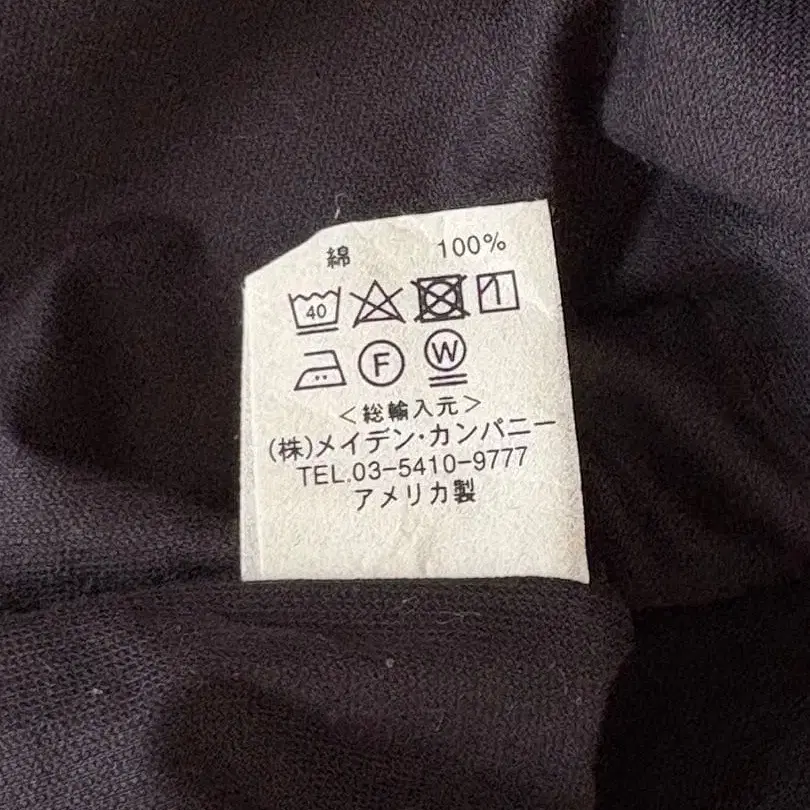 綿 100%
40
F W
<総輸入元>
(株)メイデン・カンパニー
TEL.03-5410-9777
アメリカ製